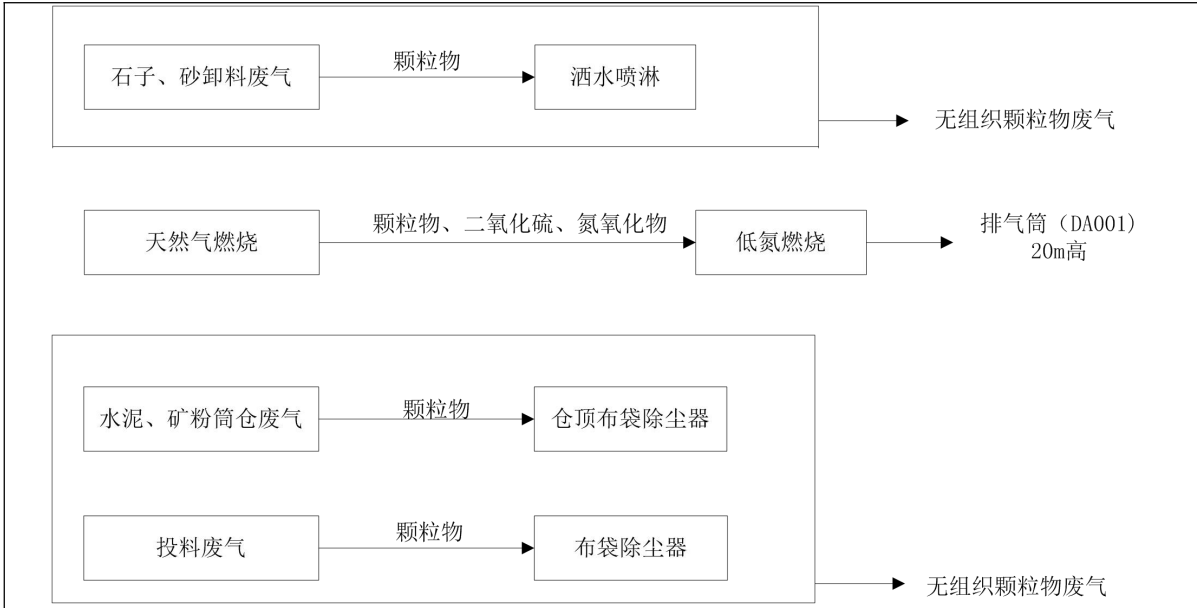 石子、砂卸料废气
颗粒物
洒水喷淋
无组织颗粒物废气
天然气燃烧
颗粒物、二氧化硫、氮氧化物
低氮燃烧
排气筒（DA001）
20m高
水泥、矿粉筒仓废气
颗粒物
仓顶布袋除尘器
投料废气
颗粒物
布袋除尘器
无组织颗粒物废气